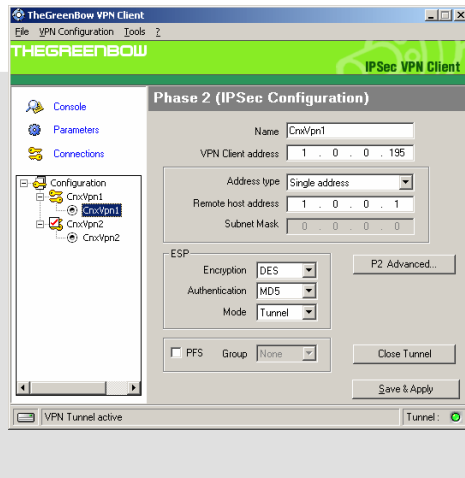 TheGreenBow VPN Client
File VPN Configuration Tools ?
THEGREENBOW
IPSec VPN Client
Console
Parameters
Connections
Configuration
CnxVpn1
CnxVpn1
CnxVpn2
CnxVpn2
Phase 2 (IPSec Configuration)
Name CnxVpn1
VPN Client address 1 . 0 . 0 . 195
Address type Single address
Remote host address 1 . 0 . 0 . 1
Subnet Mask 0 . 0 . 0 . 0
ESP
Encryption DES
Authentication MD5
Mode Tunnel
P2 Advanced...
PFS Group None
Close Tunnel
Save & Apply
VPN Tunnel active
Tunnel :